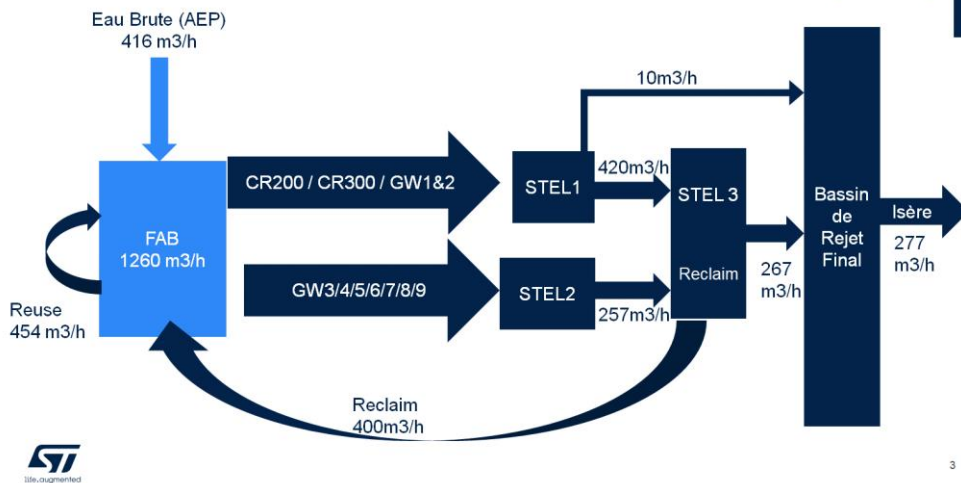 Eau Brute (AEP)
416 m3/h
10m3/h
CR200 / CR300 / GW1&2
STEL1
420m3/h
STEL 3
Reclaim
Bassin
de
Rejet
Final
Isère
277
m3/h
FAB
1260 m3/h
267
m3/h
GW3/4/5/6/7/8/9
STEL2
257m3/h
Reuse
454 m3/h
Reclaim
400m3/h
ST
life.augmented
3